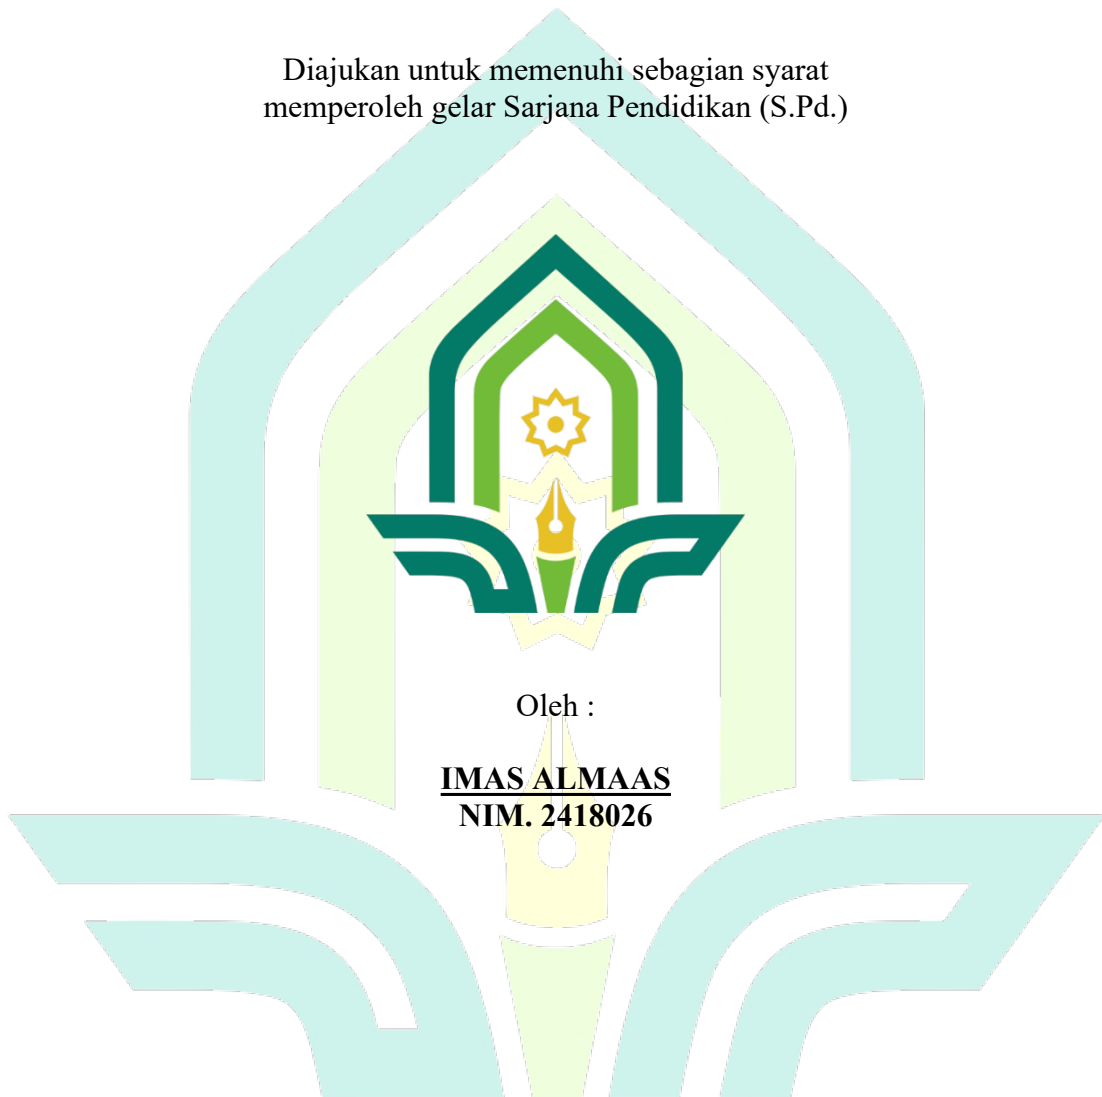 Diajukan untuk memenuhi sebagian syarat
memperoleh gelar Sarjana Pendidikan (S.Pd.)
Oleh :
IMAS ALMAAS
NIM. 2418026